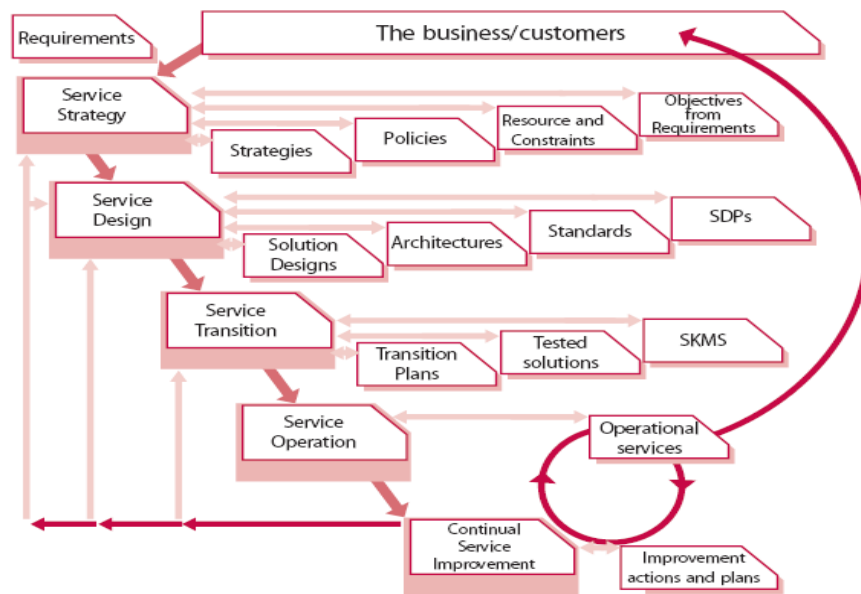 Requirements
The business/customers
Service
Strategy
Strategies
Policies
Resource and
Constraints
Objectives
from
Requirements
Service
Design
Solution
Designs
Architectures
Standards
SDPs
Service
Transition
Transition
Plans
Tested
solutions
SKMS
Service
Operation
Operational
services
Continual
Service
Improvement
Improvement
actions and plans